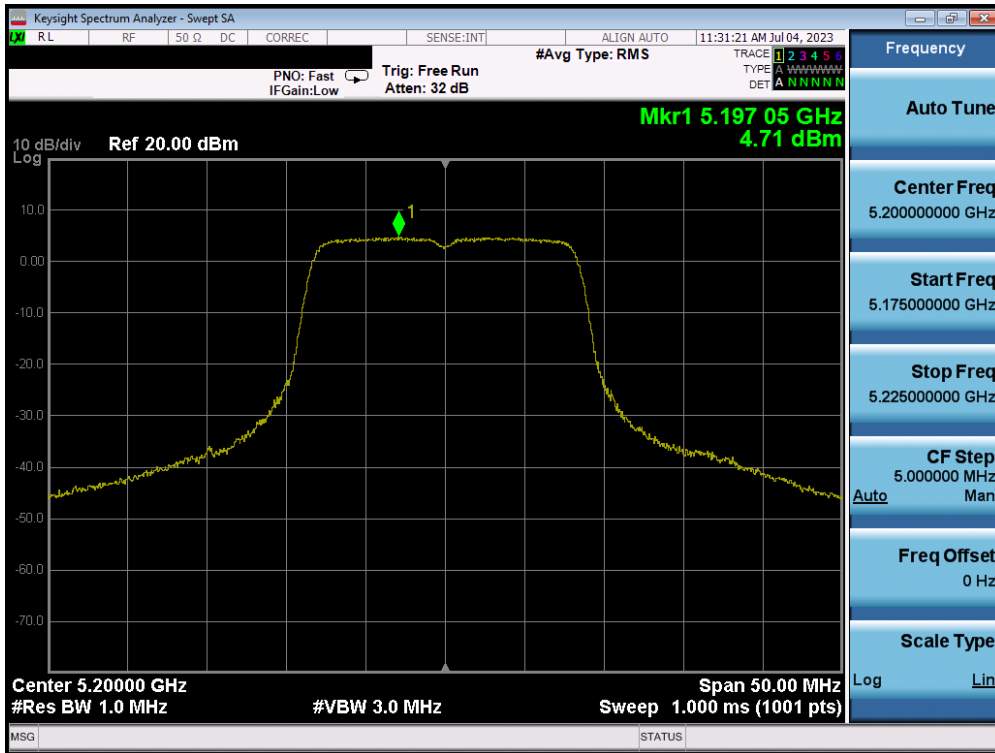 Keysight Spectrum Analyzer - Swept SA
LXI RL RF 50 Ω DC CORREC SENSE:INT ALIGN AUTO 11:31:21 AM Jul 04, 2023
PNO: Fast
IFGain:Low
Trig: Free Run
Atten: 32 dB
#Avg Type: RMS
TRACE 1 2 3 4 5 6
TYPE A WWWWW
DET A N N N N N
Mkr1 5.197 05 GHz
4.71 dBm
10 dB/div Ref 20.00 dBm
Log
1
10.0
0.00
-10.0
-20.0
-30.0
-40.0
-50.0
-60.0
-70.0
Center 5.20000 GHz Span 50.00 MHz
#Res BW 1.0 MHz #VBW 3.0 MHz Sweep 1.000 ms (1001 pts)
MSG STATUS
Frequency
Auto Tune
Center Freq
5.200000000 GHz
Start Freq
5.175000000 GHz
Stop Freq
5.225000000 GHz
CF Step
5.000000 MHz
Auto Man
Freq Offset
0 Hz
Scale Type
Log Lin